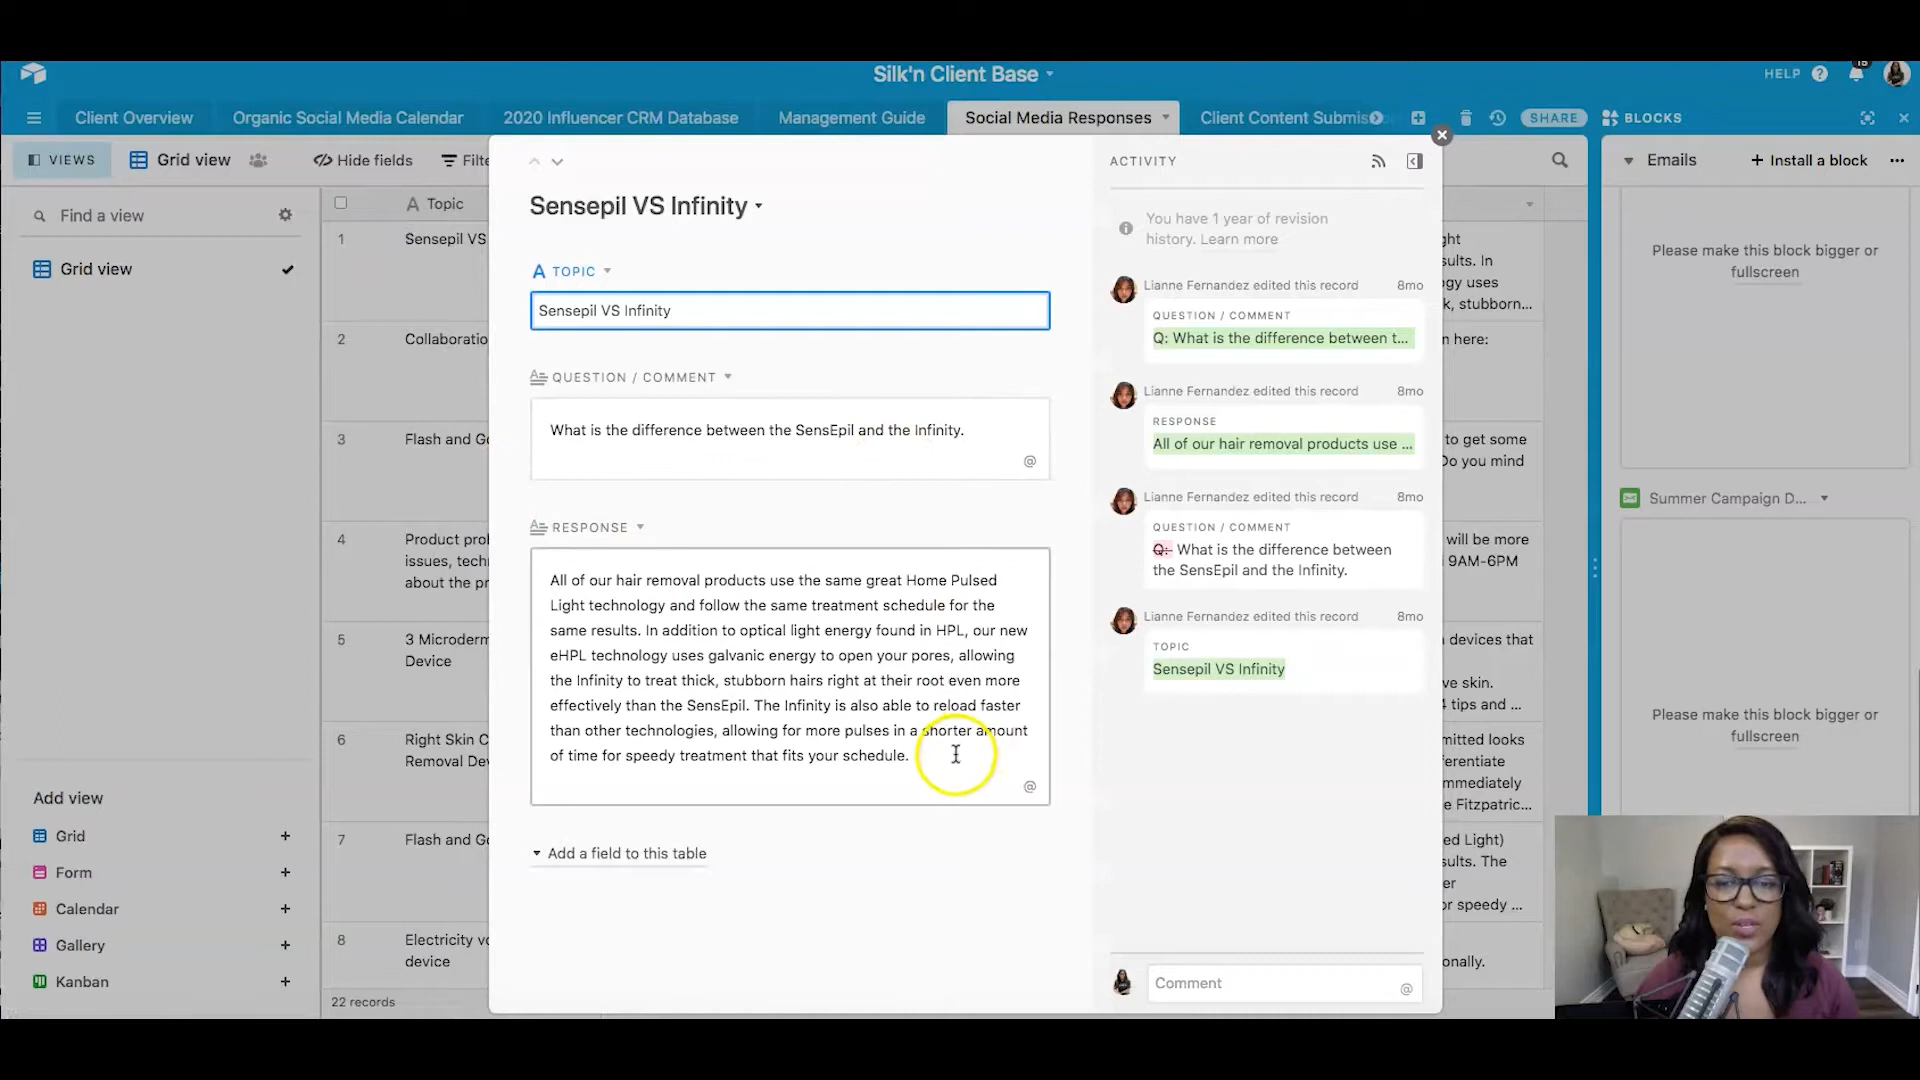 Silk'n Client Base
HELP
15
Client Overview
Organic Social Media Calendar
2020 Influencer CRM Database
Management Guide
Social Media Responses
Client Content Submiss
SHARE
BLOCKS
VIEWS
Grid view
Hide fields
Filte
Find a view
Grid view
Topic
1
Sensepil VS
2
Collaboratio
3
Flash and Go
4
Product prol
issues, techn
about the pr
5
3 Microderm
Device
6
Right Skin C
Removal Dev
7
Flash and Go
8
Electricity vo
device
22 records
Add view
Grid
Form
Calendar
Gallery
Kanban
Sensepil VS Infinity
TOPIC
Sensepil VS Infinity
QUESTION / COMMENT
What is the difference between the SensEpil and the Infinity.
@
RESPONSE
All of our hair removal products use the same great Home Pulsed
Light technology and follow the same treatment schedule for the
same results. In addition to optical light energy found in HPL, our new
eHPL technology uses galvanic energy to open your pores, allowing
the Infinity to treat thick, stubborn hairs right at their root even more
effectively than the SensEpil. The Infinity is also able to reload faster
than other technologies, allowing for more pulses in a shorter amount
of time for speedy treatment that fits your schedule.
@
Add a field to this table
ACTIVITY
You have 1 year of revision
history. Learn more
Lianne Fernandez edited this record 8mo
QUESTION / COMMENT
Q: What is the difference between t...
Lianne Fernandez edited this record 8mo
RESPONSE
All of our hair removal products use ...
Lianne Fernandez edited this record 8mo
QUESTION / COMMENT
Q: What is the difference between
the SensEpil and the Infinity.
Lianne Fernandez edited this record 8mo
TOPIC
Sensepil VS Infinity
Comment
@
ght
sults. In
gy uses
k, stubborn...
n here:
to get some
Do you mind
will be more
9AM-6PM
devices that
ve skin.
4 tips and ...
mitted looks
ferentiate
mmediately
e Fitzpatric...
ed Light)
sults. The
er
or speedy ...
onally.
Emails
Install a block
Please make this block bigger or
fullscreen
Summer Campaign D...
Please make this block bigger or
fullscreen